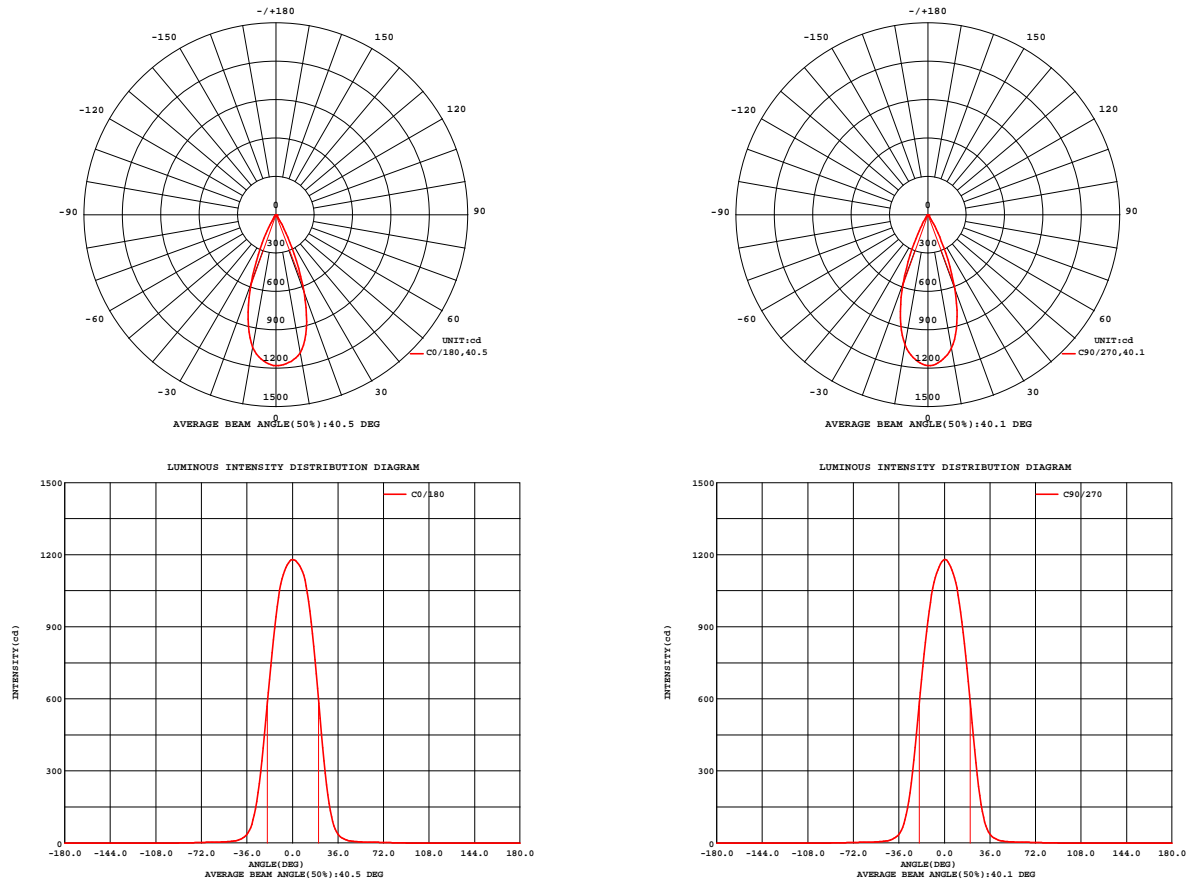 -/+180
-150 150
-120 120
-90 0 90
300
600
-60 60
900
UNIT:cd
C0/180,40.5
1200
-30 30
1500
0
AVERAGE BEAM ANGLE(50%):40.5 DEG
-/+180
-150 150
-120 120
-90 0 90
300
600
-60 60
900
UNIT:cd
C90/270,40.1
1200
-30 30
1500
0
AVERAGE BEAM ANGLE(50%):40.1 DEG
LUMINOUS INTENSITY DISTRIBUTION DIAGRAM
1500
C0/180
1200
900
INTENSITY(cd)
600
300
0
-180.0 -144.0 -108.0 -72.0 -36.0 0.0 36.0 72.0 108.0 144.0 180.0
ANGLE(DEG)
AVERAGE BEAM ANGLE(50%):40.5 DEG
LUMINOUS INTENSITY DISTRIBUTION DIAGRAM
1500
C90/270
1200
900
INTENSITY(cd)
600
300
0
-180.0 -144.0 -108.0 -72.0 -36.0 0.0 36.0 72.0 108.0 144.0 180.0
ANGLE(DEG)
AVERAGE BEAM ANGLE(50%):40.1 DEG